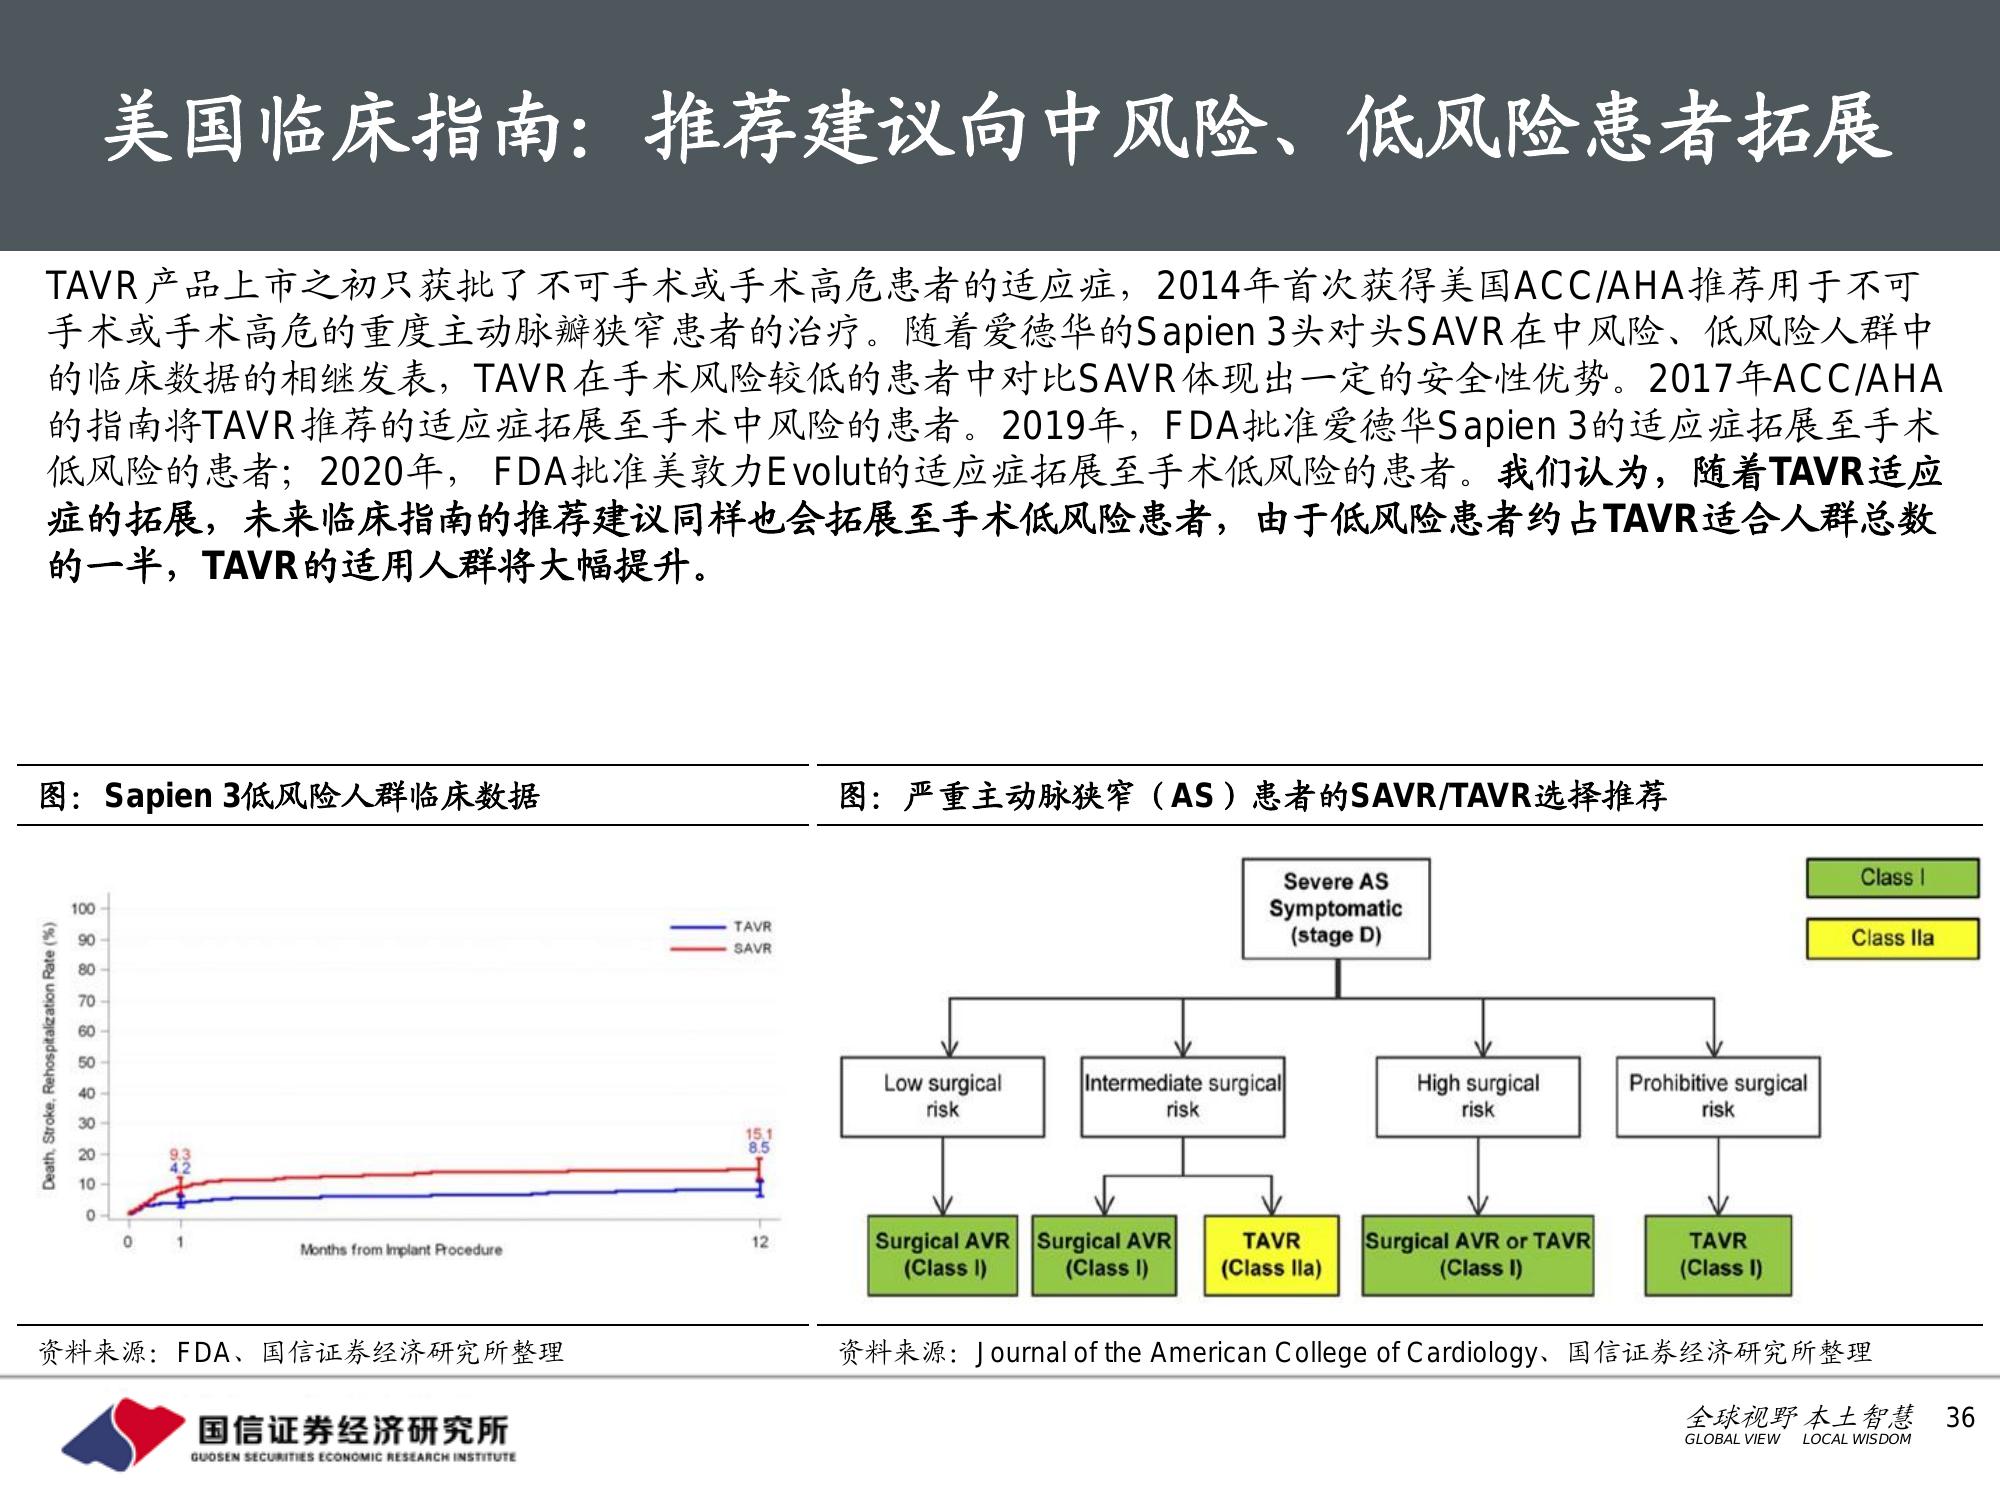 美国临床指南：推荐建议向中风险、低风险患者拓展
TAVR产品上市之初只获批了不可手术或手术高危患者的适应症，2014年首次获得美国ACC/AHA推荐用于不可
手术或手术高危的重度主动脉瓣狭窄患者的治疗。随着爱德华的Sapien 3头对头SAVR在中风险、低风险人群中
的临床数据的相继发表，TAVR在手术风险较低的患者中对比SAVR体现出一定的安全性优势。2017年ACC/AHA
的指南将TAVR推荐的适应症拓展至手术中风险的患者。2019年，FDA批准爱德华Sapien 3的适应症拓展至手术
低风险的患者；2020年， FDA批准美敦力Evolut的适应症拓展至手术低风险的患者。我们认为，随着TAVR适应
症的拓展，未来临床指南的推荐建议同样也会拓展至手术低风险患者，由于低风险患者约占TAVR适合人群总数
的一半，TAVR的适用人群将大幅提升。
图：Sapien 3低风险人群临床数据
Death, Stroke, Rehospitalization Rate (%)
100
90
80
70
60
50
40
30
20
10
0
TAVR
SAVR
9.3
4.2
15.1
8.5
0
1
12
Months from Implant Procedure
资料来源：FDA、国信证券经济研究所整理
图：严重主动脉狭窄（AS）患者的SAVR/TAVR选择推荐
Severe AS
Symptomatic
(stage D)
Class I
Class IIa
Low surgical
risk
Intermediate surgical
risk
High surgical
risk
Prohibitive surgical
risk
Surgical AVR
(Class I)
Surgical AVR
(Class I)
TAVR
(Class IIa)
Surgical AVR or TAVR
(Class I)
TAVR
(Class I)
资料来源：Journal of the American College of Cardiology、国信证券经济研究所整理
国信证券经济研究所
GUOSEN SECURITIES ECONOMIC RESEARCH INSTITUTE
全球视野 本土智慧
GLOBAL VIEW LOCAL WISDOM
36